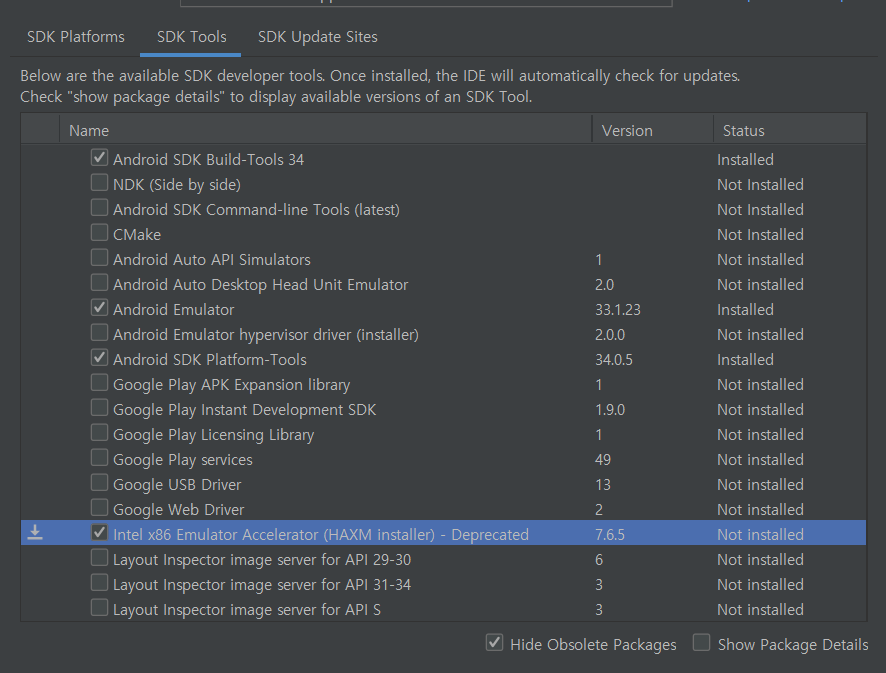 SDK Platforms SDK Tools SDK Update Sites
Below are the available SDK developer tools. Once installed, the IDE will automatically check for updates.
Check "show package details" to display available versions of an SDK Tool.
Name Version Status
Android SDK Build-Tools 34 Installed
NDK (Side by side) Not Installed
Android SDK Command-line Tools (latest) Not Installed
CMake Not Installed
Android Auto API Simulators 1 Not installed
Android Auto Desktop Head Unit Emulator 2.0 Not installed
Android Emulator 33.1.23 Installed
Android Emulator hypervisor driver (installer) 2.0.0 Not installed
Android SDK Platform-Tools 34.0.5 Installed
Google Play APK Expansion library 1 Not installed
Google Play Instant Development SDK 1.9.0 Not installed
Google Play Licensing Library 1 Not installed
Google Play services 49 Not installed
Google USB Driver 13 Not installed
Google Web Driver 2 Not installed
Intel x86 Emulator Accelerator (HAXM installer) - Deprecated 7.6.5 Not installed
Layout Inspector image server for API 29-30 6 Not installed
Layout Inspector image server for API 31-34 3 Not installed
Layout Inspector image server for API S 3 Not installed
Hide Obsolete Packages Show Package Details